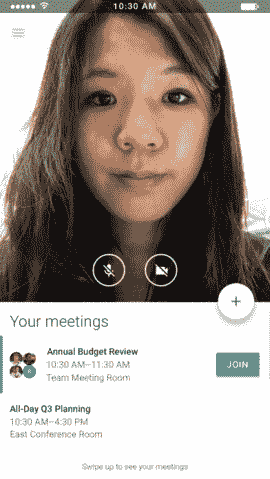 10:30 AM
Your meetings
Annual Budget Review
10:30 AM–11:30 AM
Team Meeting Room
JOIN
All-Day Q3 Planning
10:30 AM–4:30 PM
East Conference Room
Swipe up to see your meetings